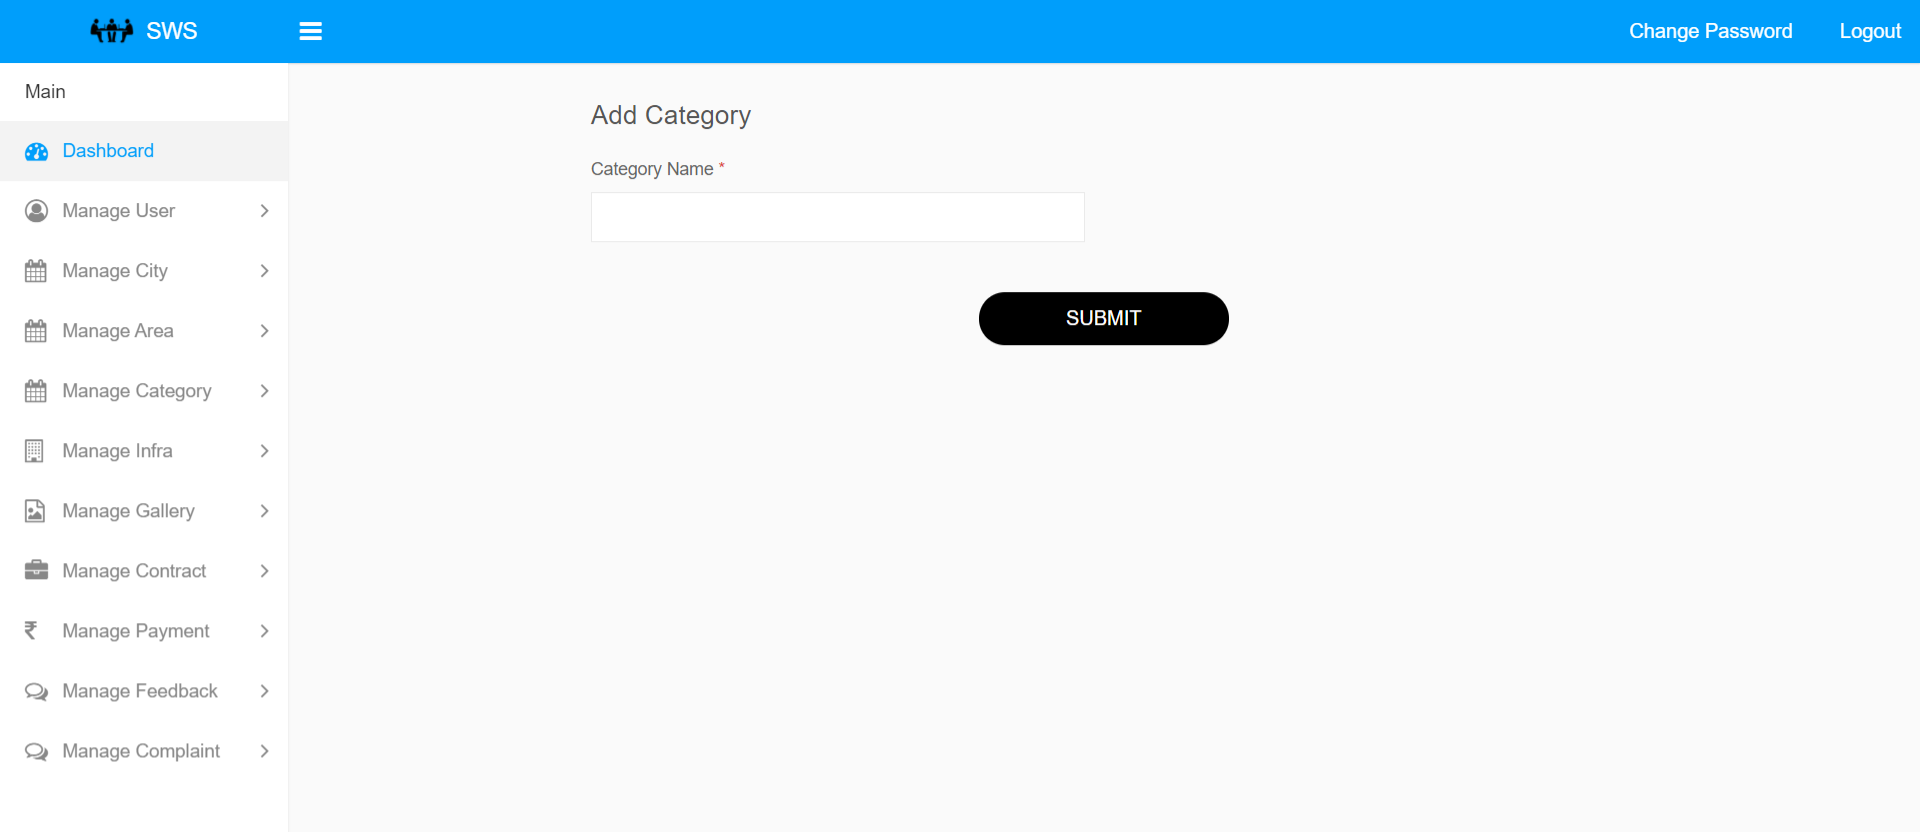 SWS
Change Password
Logout
Main
Dashboard
Manage User
Manage City
Manage Area
Manage Category
Manage Infra
Manage Gallery
Manage Contract
₹ Manage Payment
Manage Feedback
Manage Complaint
Add Category
Category Name *
SUBMIT